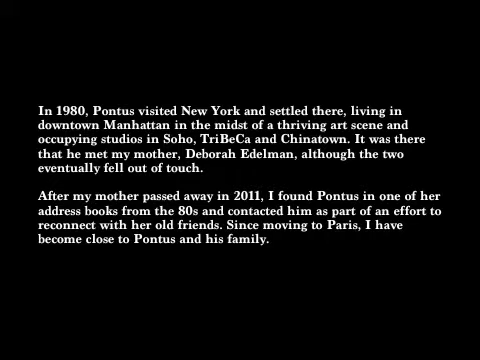 In 1980, Pontus visited New York and settled there, living in
downtown Manhattan in the midst of a thriving art scene and
occupying studios in Soho, TriBeCa and Chinatown. It was there
that he met my mother, Deborah Edelman, although the two
eventually fell out of touch.
After my mother passed away in 2011, I found Pontus in one of her
address books from the 80s and contacted him as part of an effort to
reconnect with her old friends. Since moving to Paris, I have
become close to Pontus and his family.